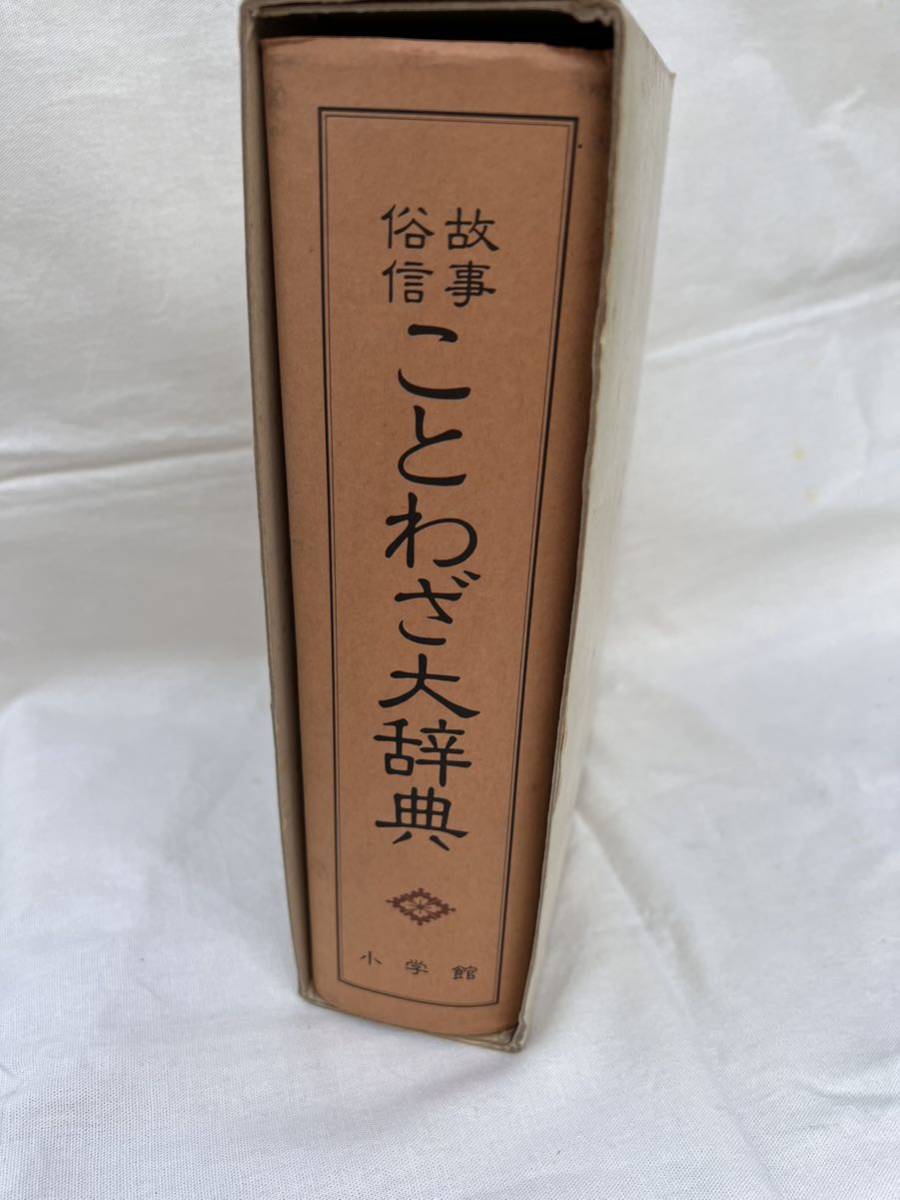 故事
俗信
ことわざ大辞典
小学館